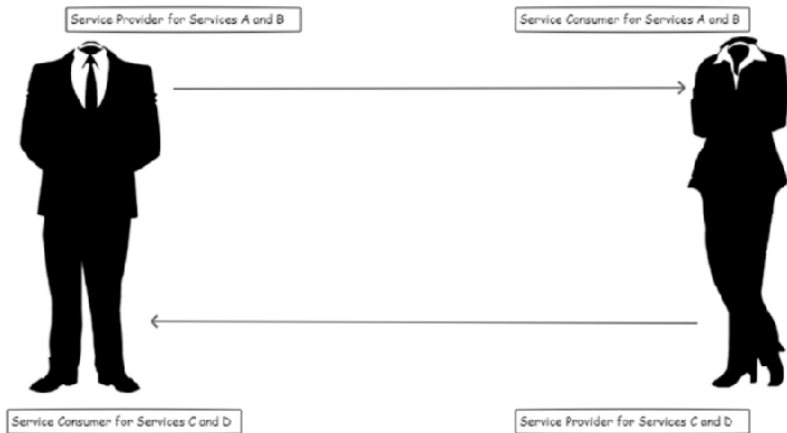 Service Provider for Services A and B
Service Consumer for Services A and B
Service Consumer for Services C and D
Service Provider for Services C and D